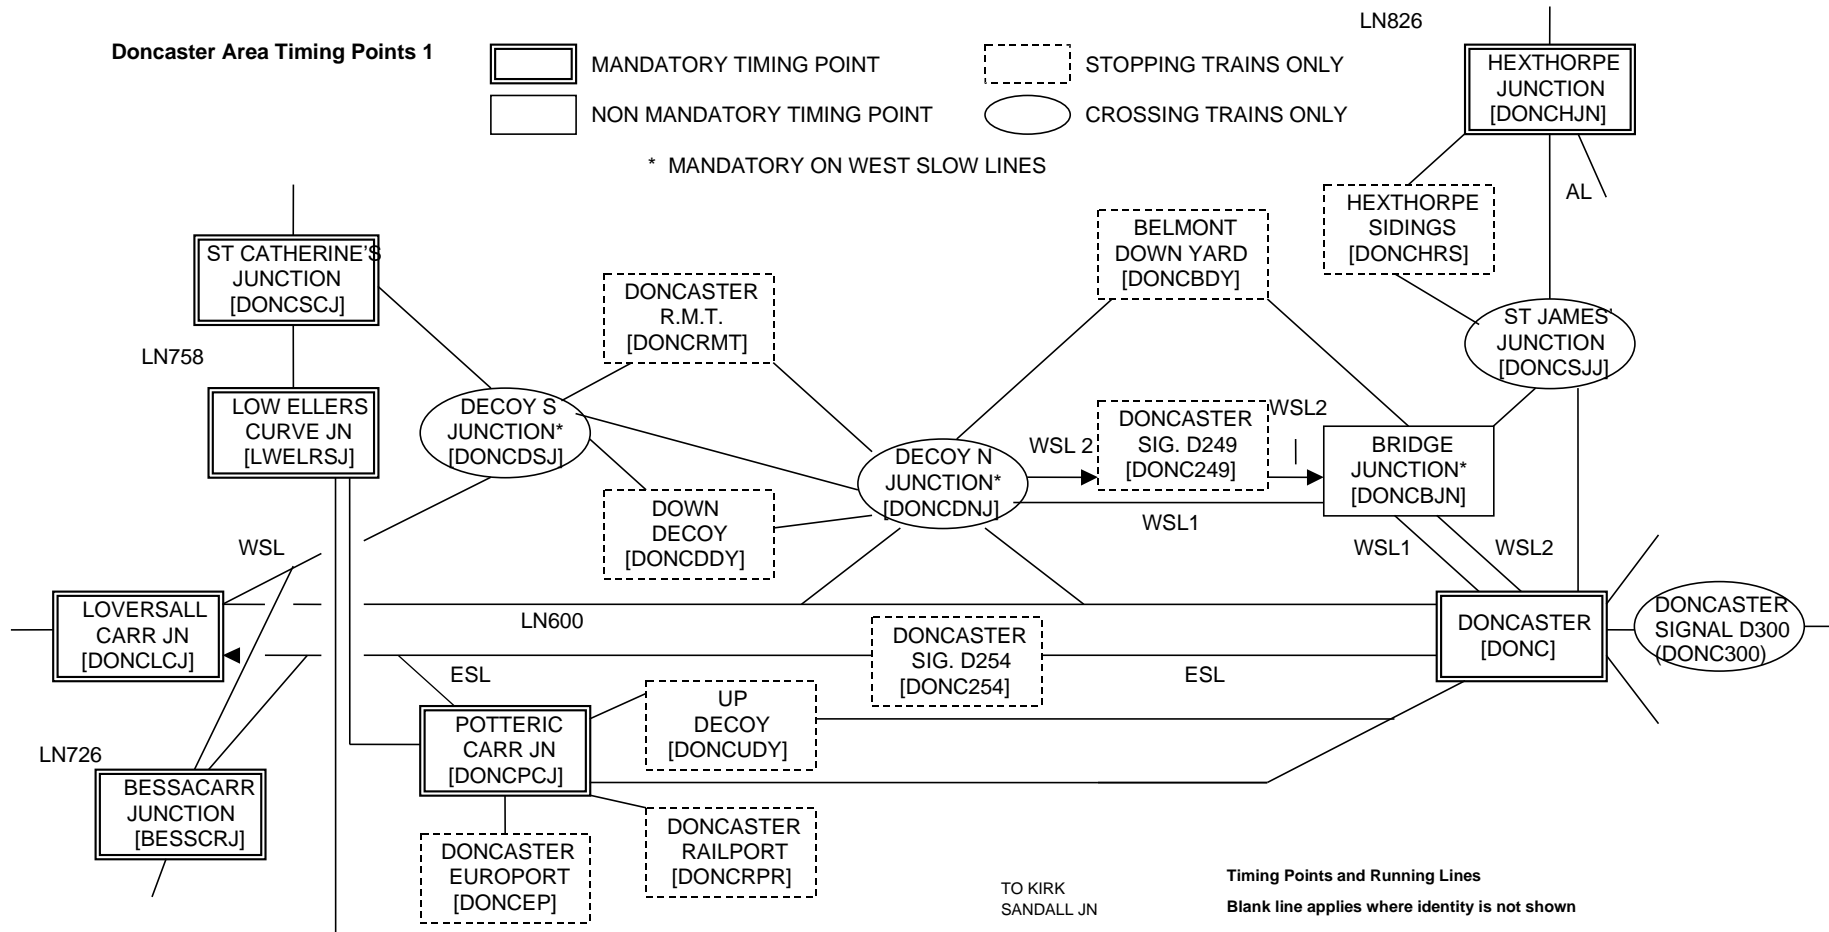 LN826
Doncaster Area Timing Points 1
MANDATORY TIMING POINT
STOPPING TRAINS ONLY
NON MANDATORY TIMING POINT
CROSSING TRAINS ONLY
* MANDATORY ON WEST SLOW LINES
HEXTHORPE
JUNCTION
[DONCHJN]
AL
HEXTHORPE
SIDINGS
[DONCHRS]
BELMONT
DOWN YARD
[DONCBDY]
ST CATHERINE'S
JUNCTION
[DONCSCJ]
DONCASTER
R.M.T.
[DONCRMT]
ST JAMES'
JUNCTION
[DONCSJJ]
LN758
LOW ELLERS
CURVE JN
[LWELRSJ]
DECOY S
JUNCTION*
[DONCDSJ]
DECOY N
JUNCTION*
[DONCDNJ]
WSL 2
DONCASTER
SIG. D249
[DONC249]
WSL2
BRIDGE
JUNCTION*
[DONCBJN]
DOWN
DECOY
[DONCDDY]
WSL1
WSL1
WSL2
WSL
LOVERSALL
CARR JN
[DONCLCJ]
LN600
DONCASTER
SIG. D254
[DONC254]
DONCASTER
[DONC]
DONCASTER
SIGNAL D300
(DONC300)
ESL
ESL
POTTERIC
CARR JN
[DONCPCJ]
UP
DECOY
[DONCUDY]
LN726
BESSACARR
JUNCTION
[BESSCRJ]
DONCASTER
EUROPORT
[DONCEP]
DONCASTER
RAILPORT
[DONCRPR]
TO KIRK
SANDALL JN
Timing Points and Running Lines
Blank line applies where identity is not shown